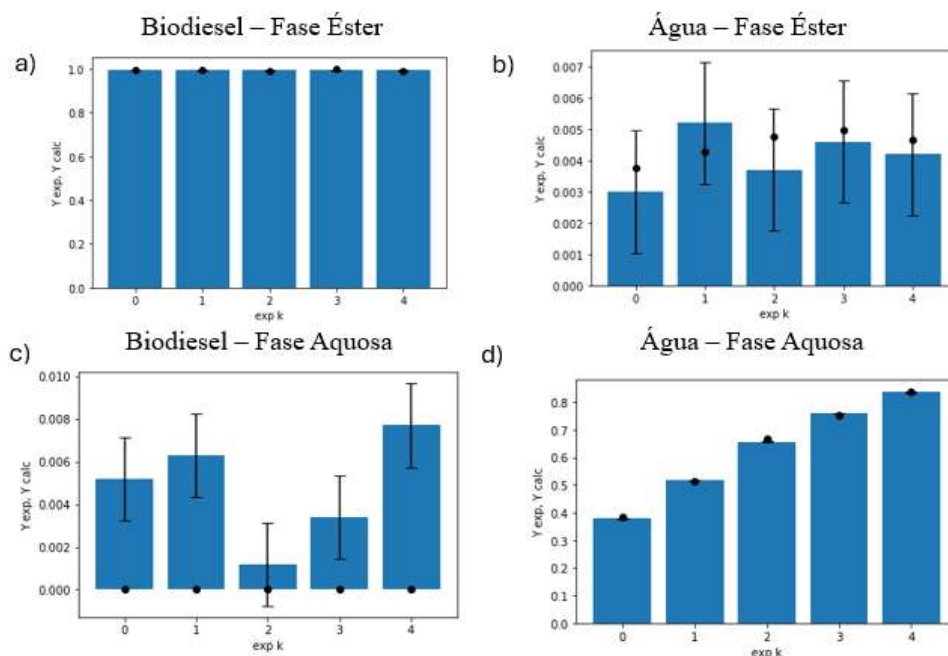 Biodiesel – Fase Éster
a)
1.0
0.8
0.6
0.4
0.2
0.0
Y exp, Y calc
0 1 2 3 4
exp k
Água – Fase Éster
b)
0.007
0.006
0.005
0.004
0.003
0.002
0.001
0.000
Y exp, Y calc
0 1 2 3 4
exp k
Biodiesel – Fase Aquosa
c)
0.010
0.008
0.006
0.004
0.002
0.000
Y exp, Y calc
0 1 2 3 4
exp k
Água – Fase Aquosa
d)
0.8
0.7
0.6
0.5
0.4
0.3
0.2
0.1
0.0
Y exp, Y calc
0 1 2 3 4
exp k